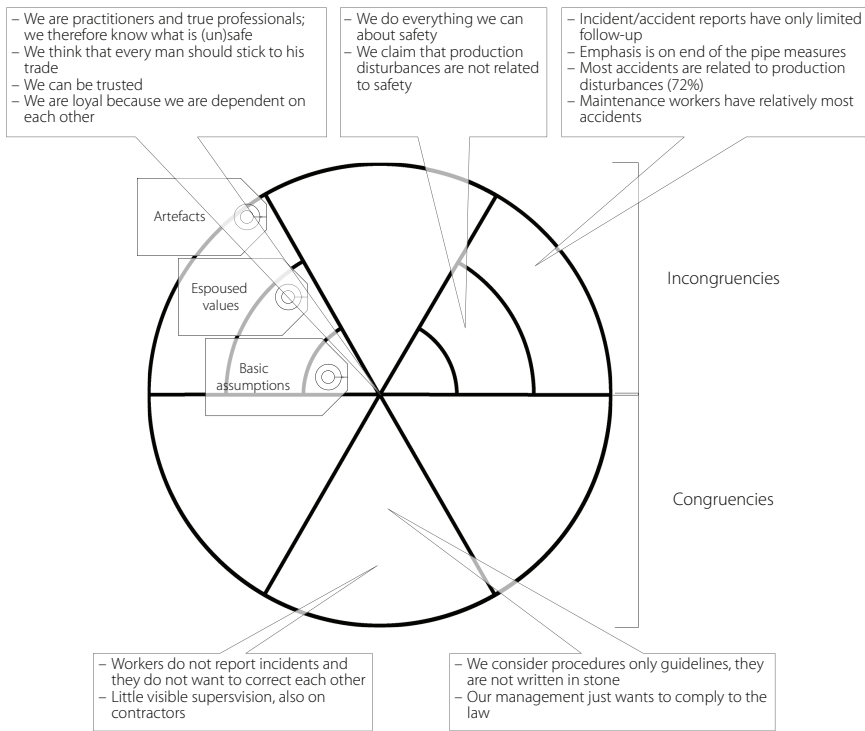 – We are practitioners and true professionals;
we therefore know what is (un)safe
– We think that every man should stick to his
trade
– We can be trusted
– We are loyal because we are dependent on
each other
– We do everything we can
about safety
– We claim that production
disturbances are not related
to safety
– Incident/accident reports have only limited
follow-up
– Emphasis is on end of the pipe measures
– Most accidents are related to production
disturbances (72%)
– Maintenance workers have relatively most
accidents
Artefacts
Espoused
values
Basic
assumptions
Incongruencies
Congruencies
– Workers do not report incidents and
they do not want to correct each other
– Little visible supersvision, also on
contractors
– We consider procedures only guidelines, they
are not written in stone
– Our management just wants to comply to the
law